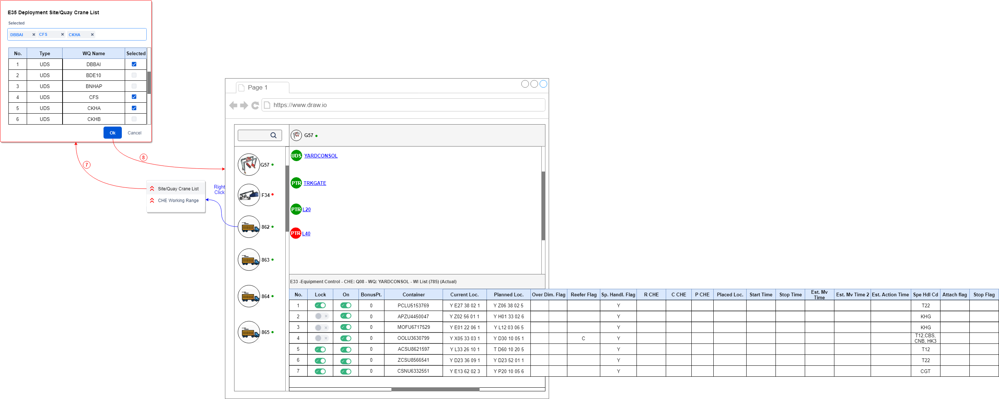 E35 Deployment Site/Quay Crane List
Selected
DBBAI CFS CKHA
No. Type WQ Name Selected
1 UDS DBBAI
2 UDS BDE10
3 UDS BNHAP
4 UDS CFS
5 UDS CKHA
6 UDS CKHB
Ok Cancel
8
7
Site/Quay Crane List
CHE Working Range
Right
Click
Page 1
https://www.draw.io
G57
G57
F34
862
863
864
865
UDS YARDCONSOL
PTR TRKGATE
PTR L20
PTR L40
E33 -Equipment Control - CHE: Q08 - WQ: YARDCONSOL - WI List (785) (Actual)
No. Lock On BonusPt. Container Current Loc. Planned Loc. Over Dim. Flag Reefer Flag Sp. Handl. Flag R CHE C CHE P CHE Placed Loc. Start Time Stop Time Est. Mv Time Est. Mv Time 2 Est. Action Time Spe Hdl Cd Attach flag Stop Flag
1 0 PCLU5153769 Y E27 38 02 1 Y Z06 38 02 5 Y T22
2 0 APZU4450047 Y Z02 56 01 1 Y H01 33 02 6 Y KHG
3 0 MOFU6717529 Y E01 22 06 1 Y L12 03 06 5 Y KHG
4 0 OOLU3630799 Y X05 33 03 1 Y D30 10 05 1 C Y T12,CBS, CNB, HK3
5 0 ACSU8621597 Y L33 26 10 1 T D60 10 20 5 Y T12
6 0 ZCSU8566541 Y D23 36 09 1 Y D23 52 01 1 Y T22
7 0 CSNU6332551 Y E13 62 02 3 Y P20 10 05 6 Y CGT